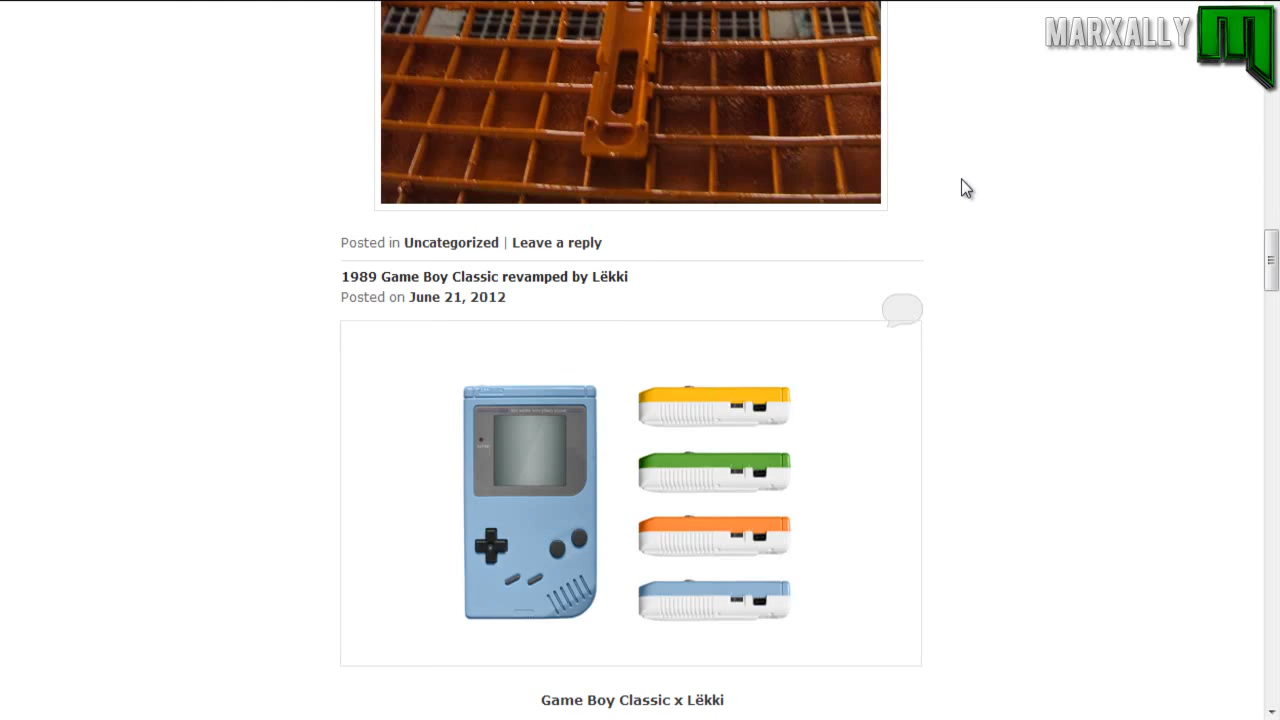 MARXALLY
Posted in Uncategorized | Leave a reply
1989 Game Boy Classic revamped by Lëkki
Posted on June 21, 2012
Game Boy Classic x Lëkki